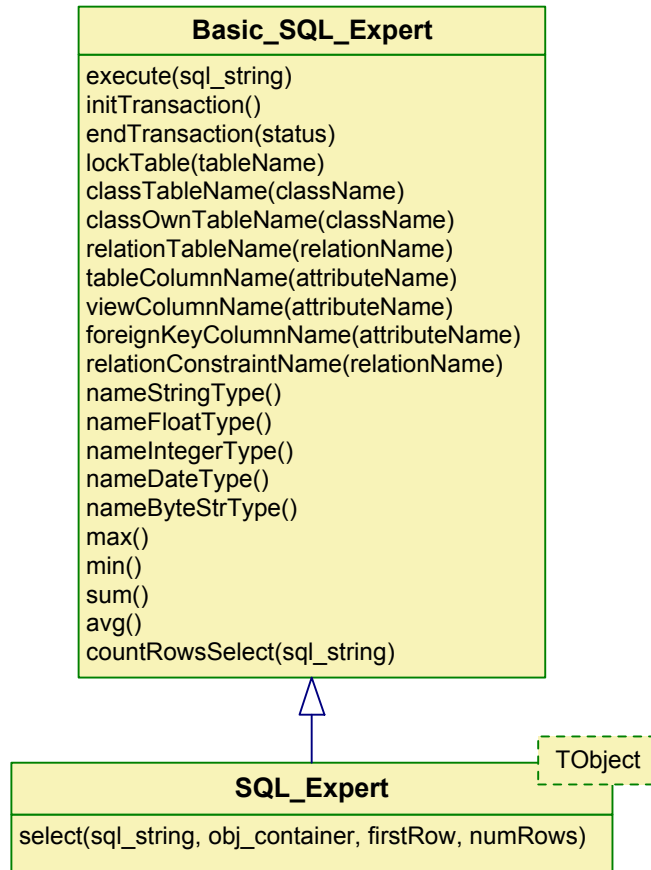 Basic_SQL_Expert
execute(sql_string)
initTransaction()
endTransaction(status)
lockTable(tableName)
classTableName(className)
classOwnTableName(className)
relationTableName(relationName)
tableColumnName(attributeName)
viewColumnName(attributeName)
foreignKeyColumnName(attributeName)
relationConstraintName(relationName)
nameStringType()
nameFloatType()
nameIntegerType()
nameDateType()
nameByteStrType()
max()
min()
sum()
avg()
countRowsSelect(sql_string)
TObject
SQL_Expert
select(sql_string, obj_container, firstRow, numRows)